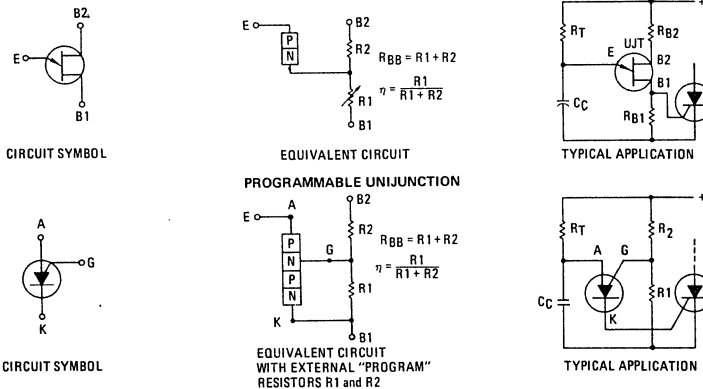 B2
E
B1
CIRCUIT SYMBOL
E
P
N
B2
R2
RBB = R1 + R2
η = R1
R1 + R2
R1
B1
EQUIVALENT CIRCUIT
+
RT
RB2
E
UJT
B2
B1
CC
RB1
TYPICAL APPLICATION
PROGRAMMABLE UNIJUNCTION
A
G
K
CIRCUIT SYMBOL
E
A
B2
P
N
P
N
G
R2
RBB = R1 + R2
η = R1
R1 + R2
R1
K
B1
EQUIVALENT CIRCUIT
WITH EXTERNAL "PROGRAM"
RESISTORS R1 and R2
+
RT
R2
A
G
CC
R1
K
TYPICAL APPLICATION